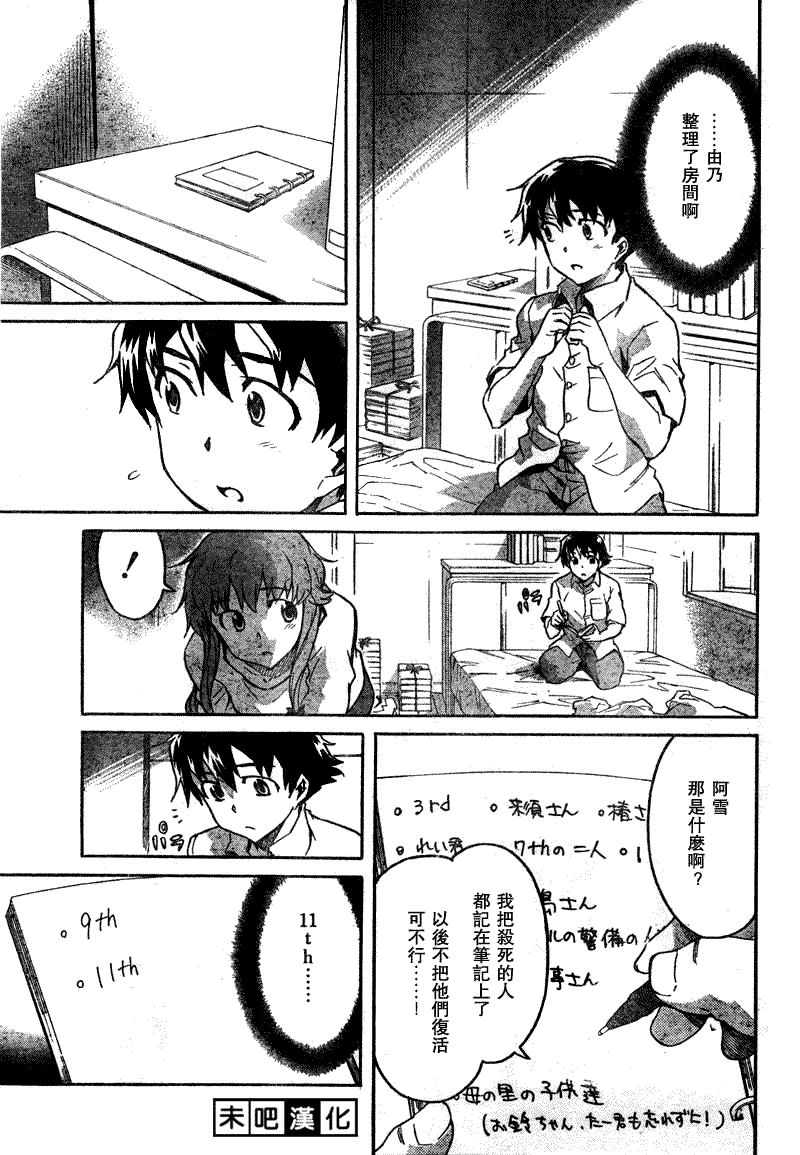 ……由乃
整理了房間啊
！
阿雪
那是什麼啊？
。3rd
。来須さん
。椿さ
。れい君
7thの二人
。1
島さん
ルの警備の人
亭さん
我把殺死的人
都記在筆記上了
以後不把他們復活
可不行……！
。母の里の子供達
(お鈴ちゃん、たー君も忘れずに！)
11th……
。9th
。11th
未吧漢化